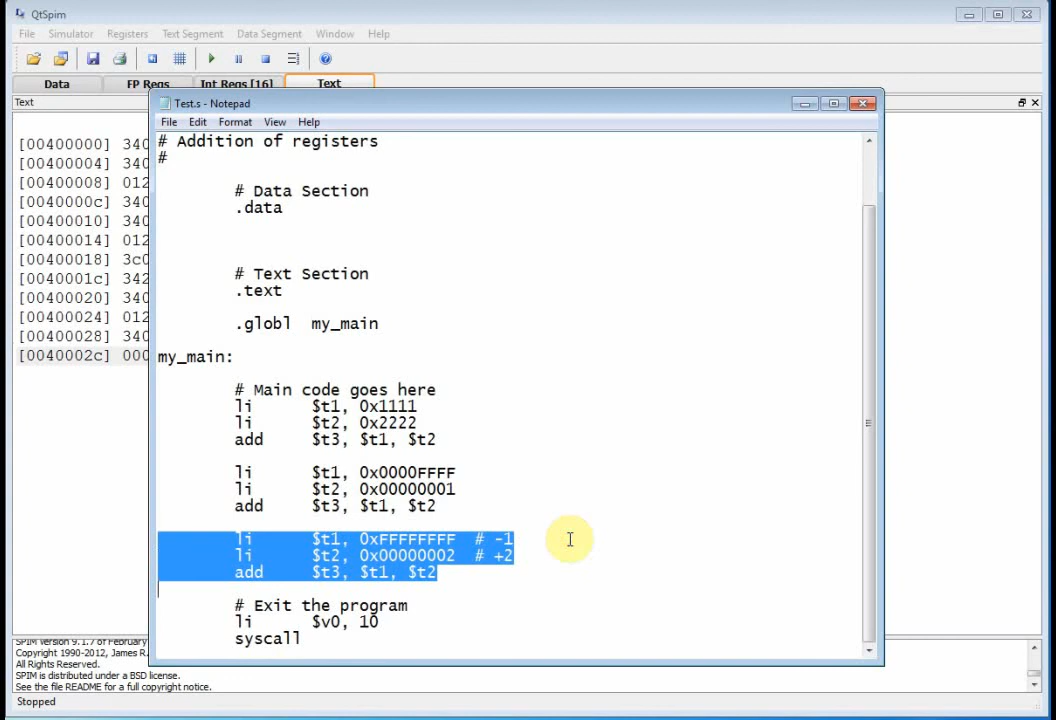 QtSpim
File Simulator Registers Text Segment Data Segment Window Help
Data FP Regs Int Regs [16] Text
Text
[00400000] 340
[00400004] 340
[00400008] 012
[0040000c] 340
[00400010] 340
[00400014] 012
[00400018] 3c0
[0040001c] 342
[00400020] 340
[00400024] 012
[00400028] 340
[0040002c] 000
Test.s - Notepad
File Edit Format View Help
# Addition of registers
#
# Data Section
.data
# Text Section
.text
.globl my_main
my_main:
# Main code goes here
li $t1, 0x1111
li $t2, 0x2222
add $t3, $t1, $t2
li $t1, 0x0000FFFF
li $t2, 0x00000001
add $t3, $t1, $t2
li $t1, 0xFFFFFFFF # -1
li $t2, 0x00000002 # +2
add $t3, $t1, $t2
# Exit the program
li $v0, 10
syscall
SPIM Version 9.1.7 of February
Copyright 1990-2012, James R.
All Rights Reserved.
SPIM is distributed under a BSD license.
See the file README for a full copyright notice.
Stopped